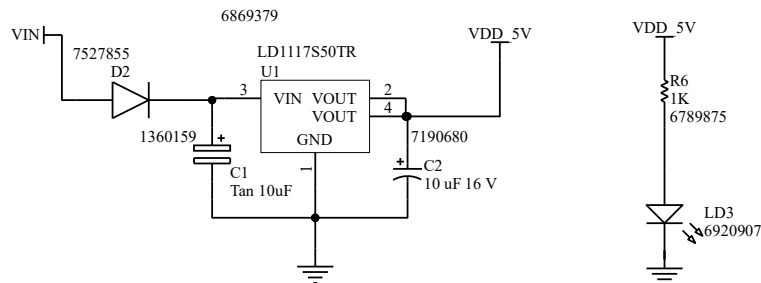 6869379
VIN
7527855
D2
LD1117S50TR
U1
3
VIN VOUT
2
VOUT
4
GND
1
1360159
+
C1
Tan 10uF
7190680
+
C2
10 uF 16 V
VDD_5V
VDD_5V
R6
1K
6789875
LD3
6920907